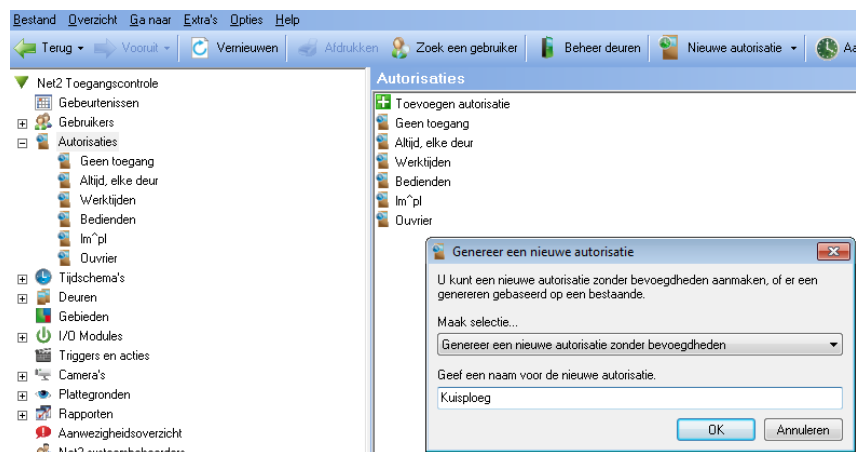 Bestand Overzicht Ga naar Extra's Opties Help
Terug Vooruit Vernieuwen Afdrukken Zoek een gebruiker Beheer deuren Nieuwe autorisatie
Net2 Toegangscontrole
Gebeurtenissen
Gebruikers
Autorisaties
Geen toegang
Altijd, elke deur
Werktijden
Bedienden
Im^pl
Ouvrier
Tijdschema's
Deuren
Gebieden
I/O Modules
Triggers en acties
Camera's
Plattegronden
Rapporten
Aanwezigheidsoverzicht
Autorisaties
Toevoegen autorisatie
Geen toegang
Altijd, elke deur
Werktijden
Bedienden
Im^pl
Ouvrier
Genereer een nieuwe autorisatie
U kunt een nieuwe autorisatie zonder bevoegdheden aanmaken, of er een
genereren gebaseerd op een bestaande.
Maak selectie...
Genereer een nieuwe autorisatie zonder bevoegdheden
Geef een naam voor de nieuwe autorisatie.
Kuisploeg
OK Annuleren